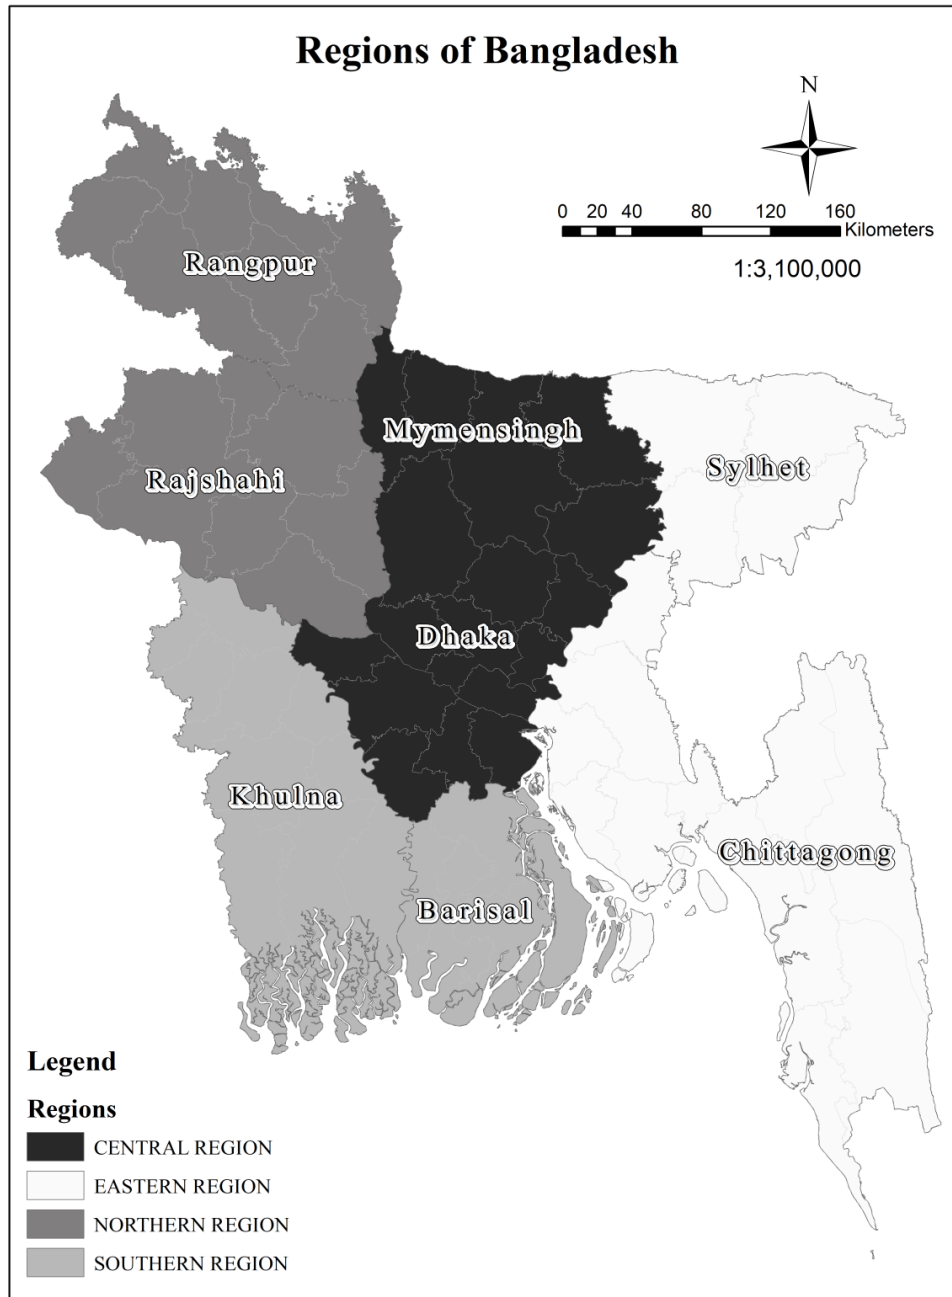 Regions of Bangladesh
N
0 20 40 80 120 160
Kilometers
1:3,100,000
Rangpur
Mymensingh
Sylhet
Rajshahi
Dhaka
Khulna
Chittagong
Barisal
Legend
Regions
CENTRAL REGION
EASTERN REGION
NORTHERN REGION
SOUTHERN REGION